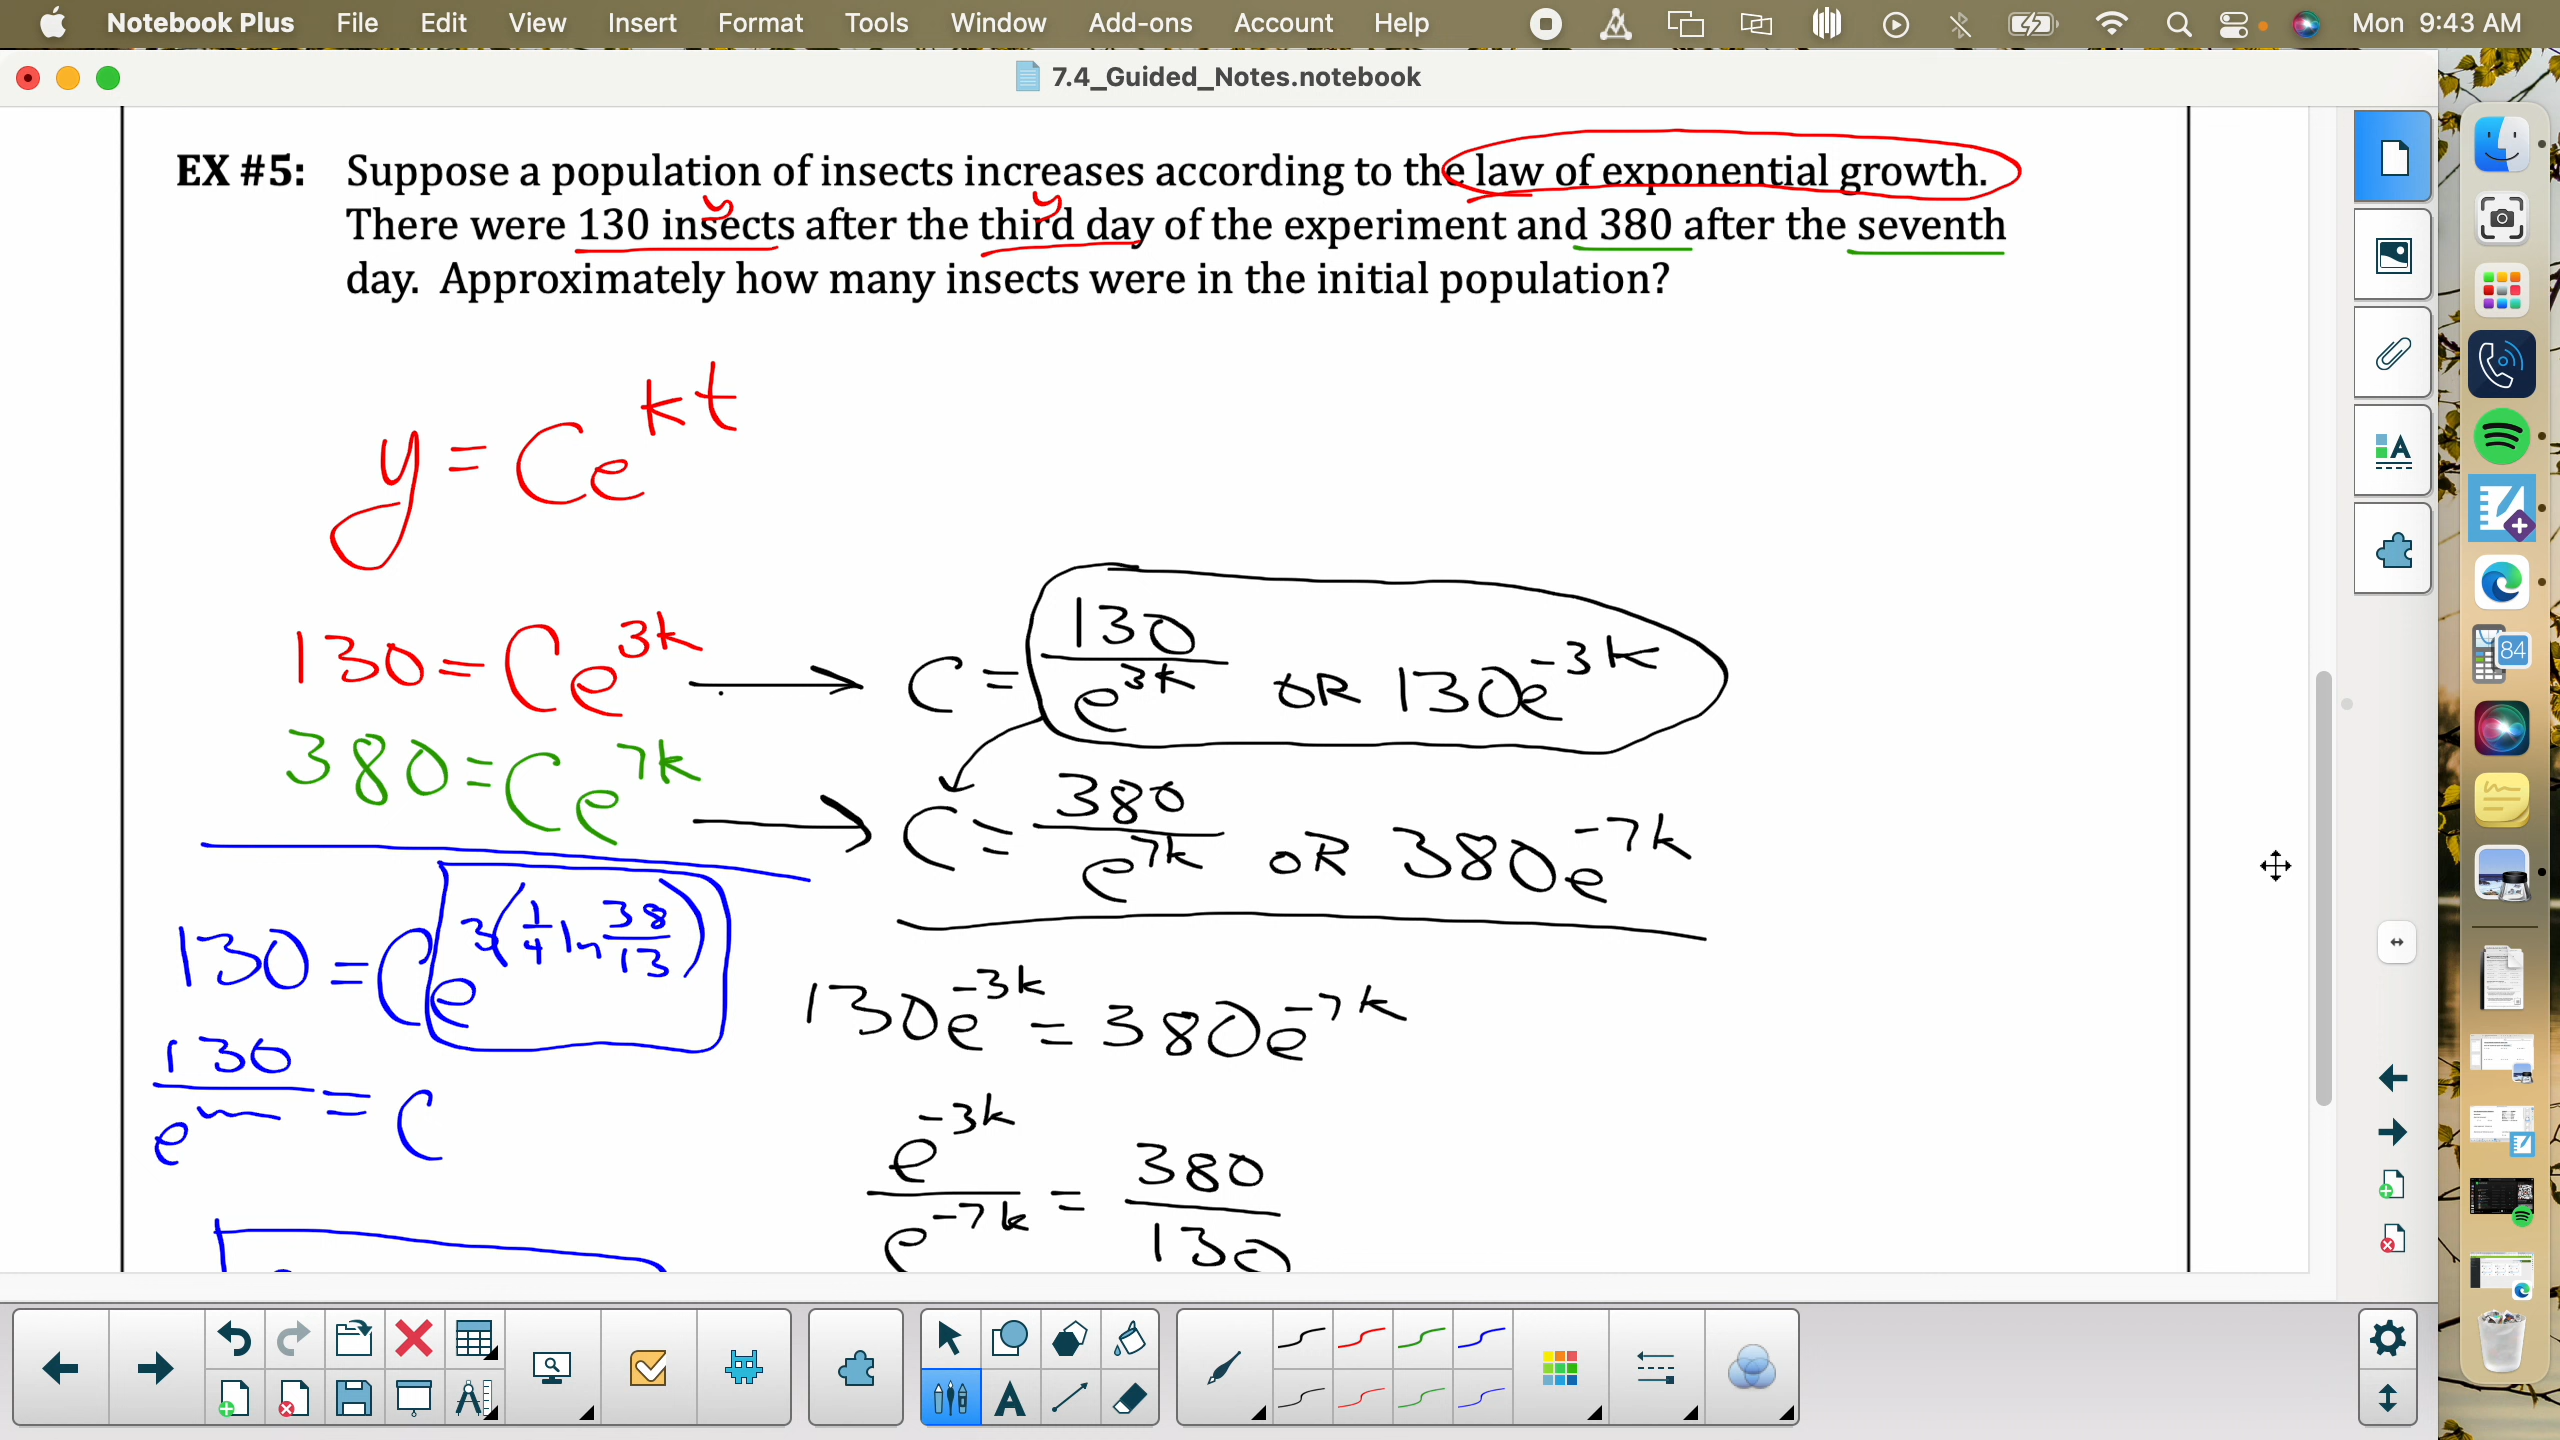 Notebook Plus File Edit View Insert Format Tools Window Add-ons Account Help Mon 9:43 AM
7.4_Guided_Notes.notebook
EX #5: Suppose a population of insects increases according to the law of exponential growth.
There were 130 insects after the third day of the experiment and 380 after the seventh
day. Approximately how many insects were in the initial population?
y = Ce^{kt}
130 = Ce^{3k} → C = 130/e^{3k} OR 130e^{-3k}
380 = Ce^{7k} → C = 380/e^{7k} OR 380e^{-7k}
130 = Ce^{3(1/4 ln 38/13)}
130e^{-3k} = 380e^{-7k}
130/e = C
e^{-3k}/e^{-7k} = 380/130
84
A
A